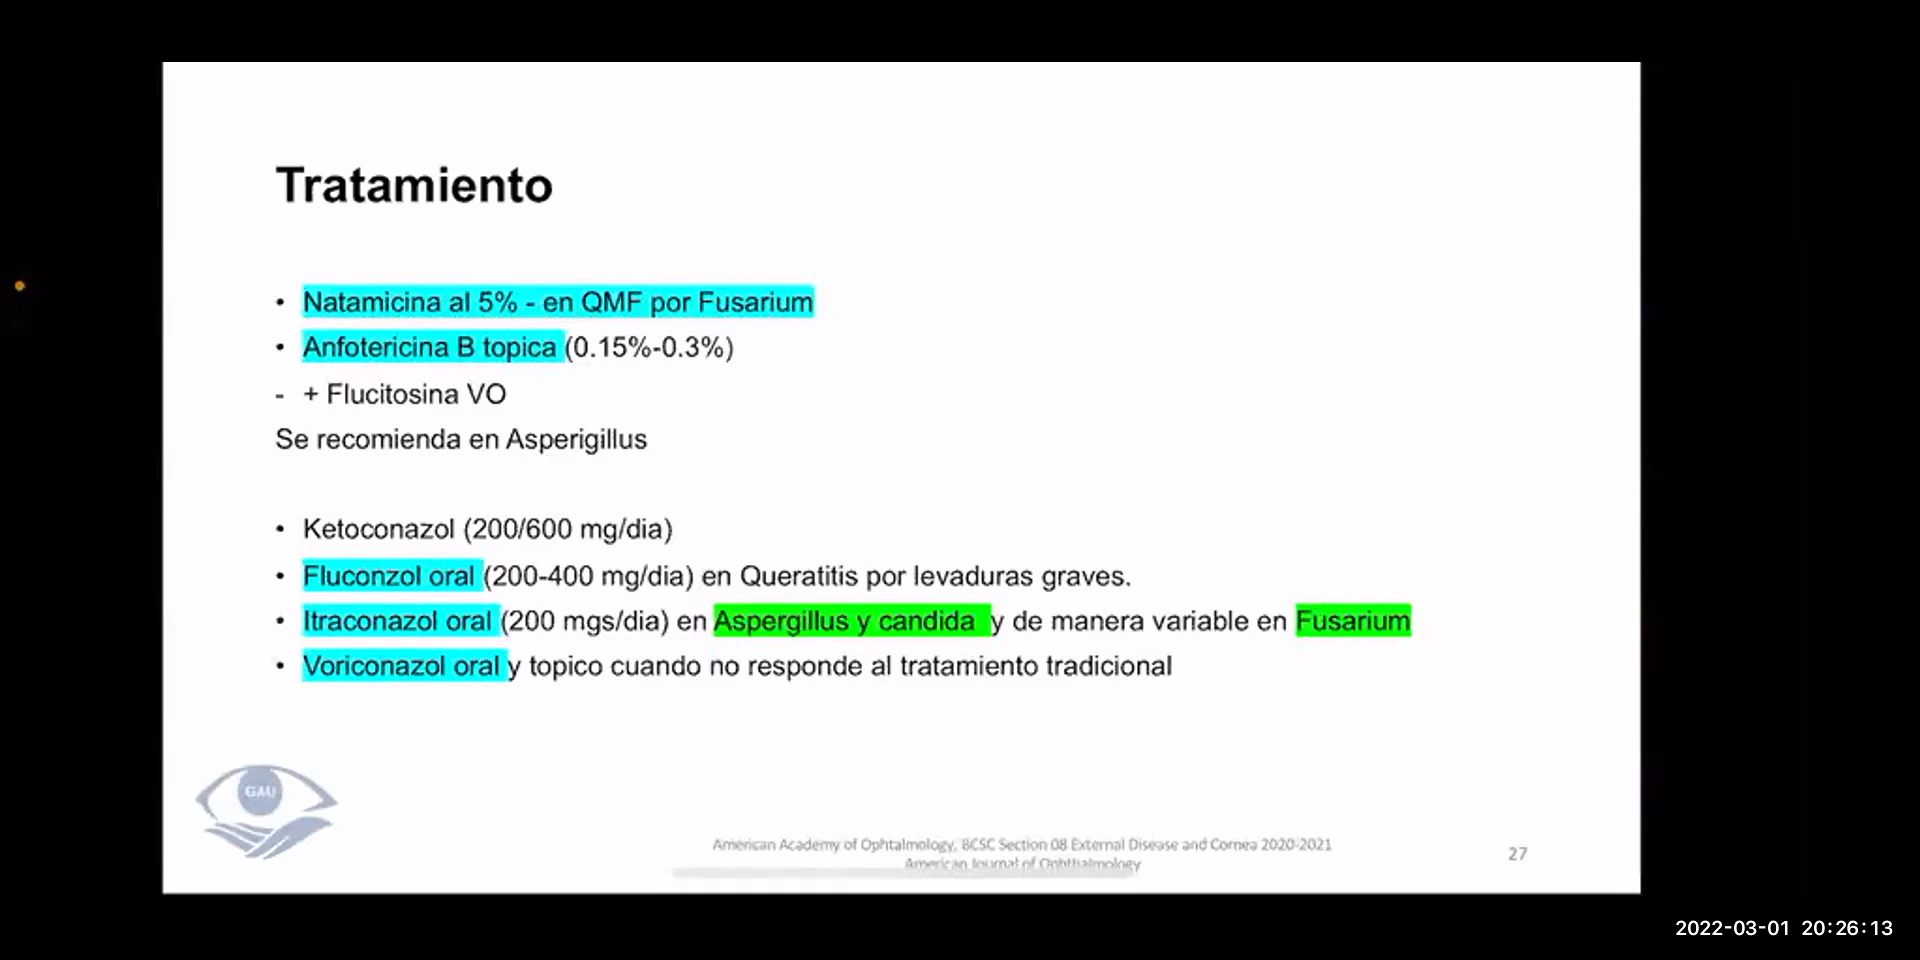 Tratamiento
• Natamicina al 5% - en QMF por Fusarium
• Anfotericina B topica (0.15%-0.3%)
- + Flucitosina VO
Se recomienda en Asperigillus
• Ketoconazol (200/600 mg/dia)
• Fluconzol oral (200-400 mg/dia) en Queratitis por levaduras graves.
• Itraconazol oral (200 mgs/dia) en Aspergillus y candida y de manera variable en Fusarium
• Voriconazol oral y topico cuando no responde al tratamiento tradicional
GAU
American Academy of Ophtalmology, BCSC Section 08 External Disease and Cornea 2020-2021
American Journal of Ophthalmology
27
2022-03-01 20:26:13